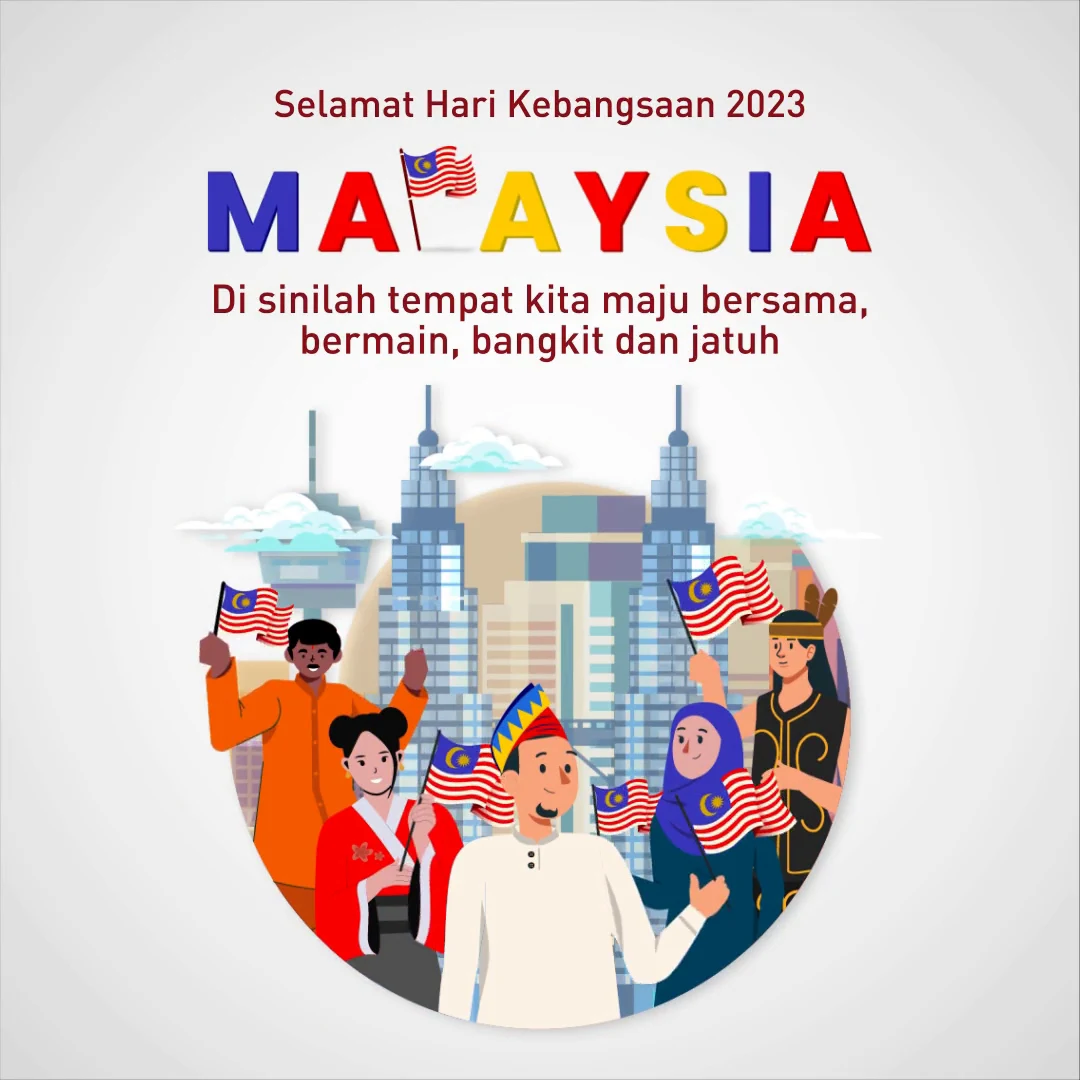 Selamat Hari Kebangsaan 2023
MALAYSIA
Di sinilah tempat kita maju bersama,
bermain, bangkit dan jatuh